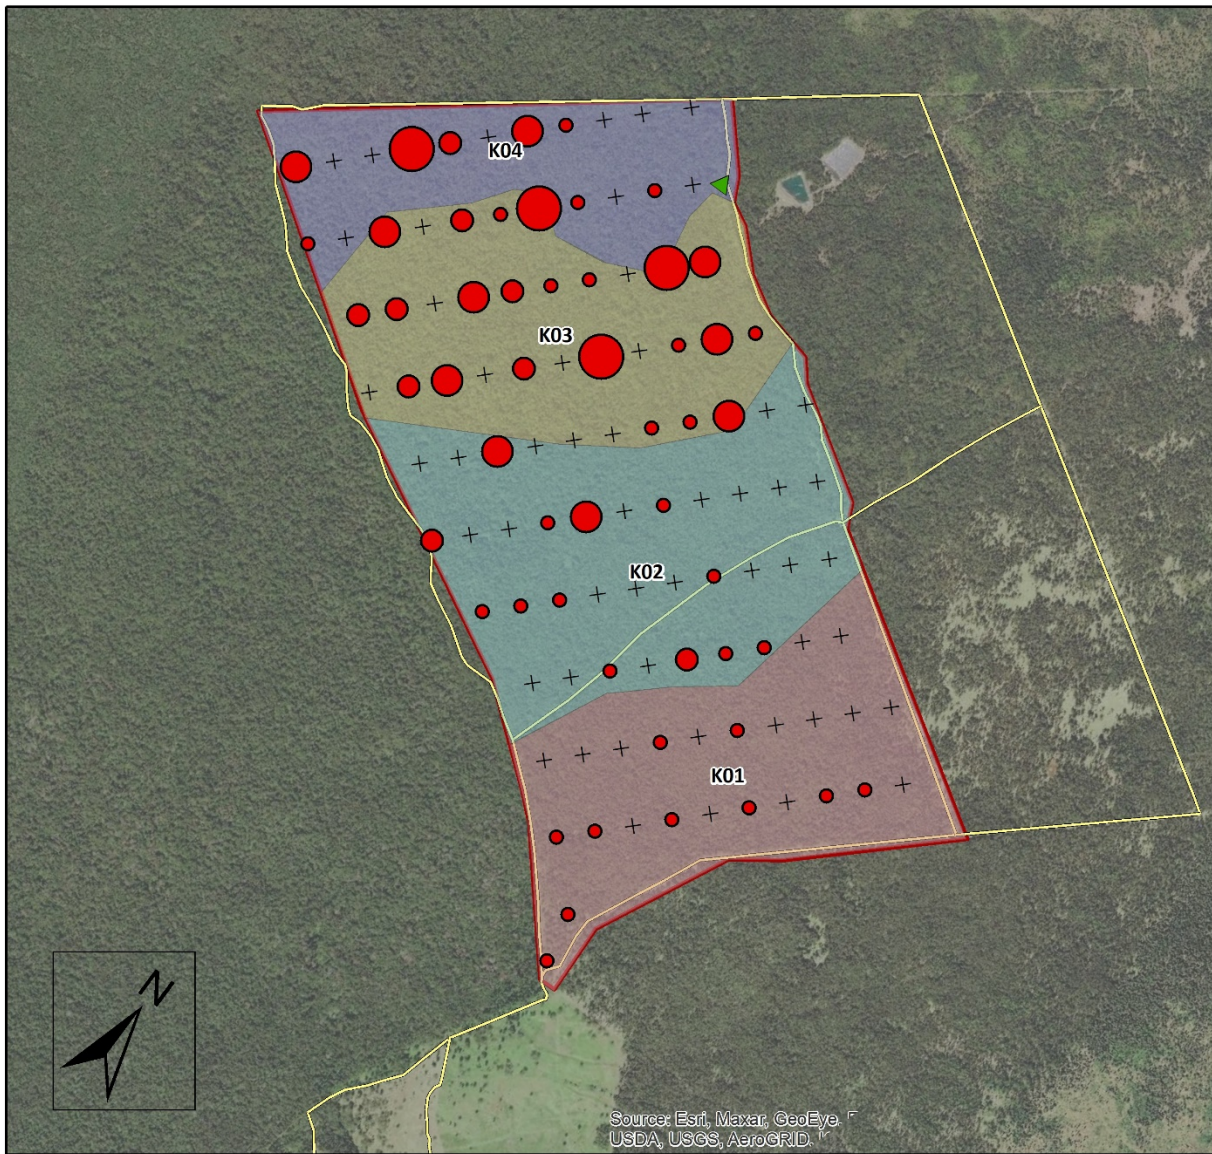 K04
K03
K02
K01
N
Source: Esri, Maxar, GeoEye,
USDA, USGS, AeroGRID,